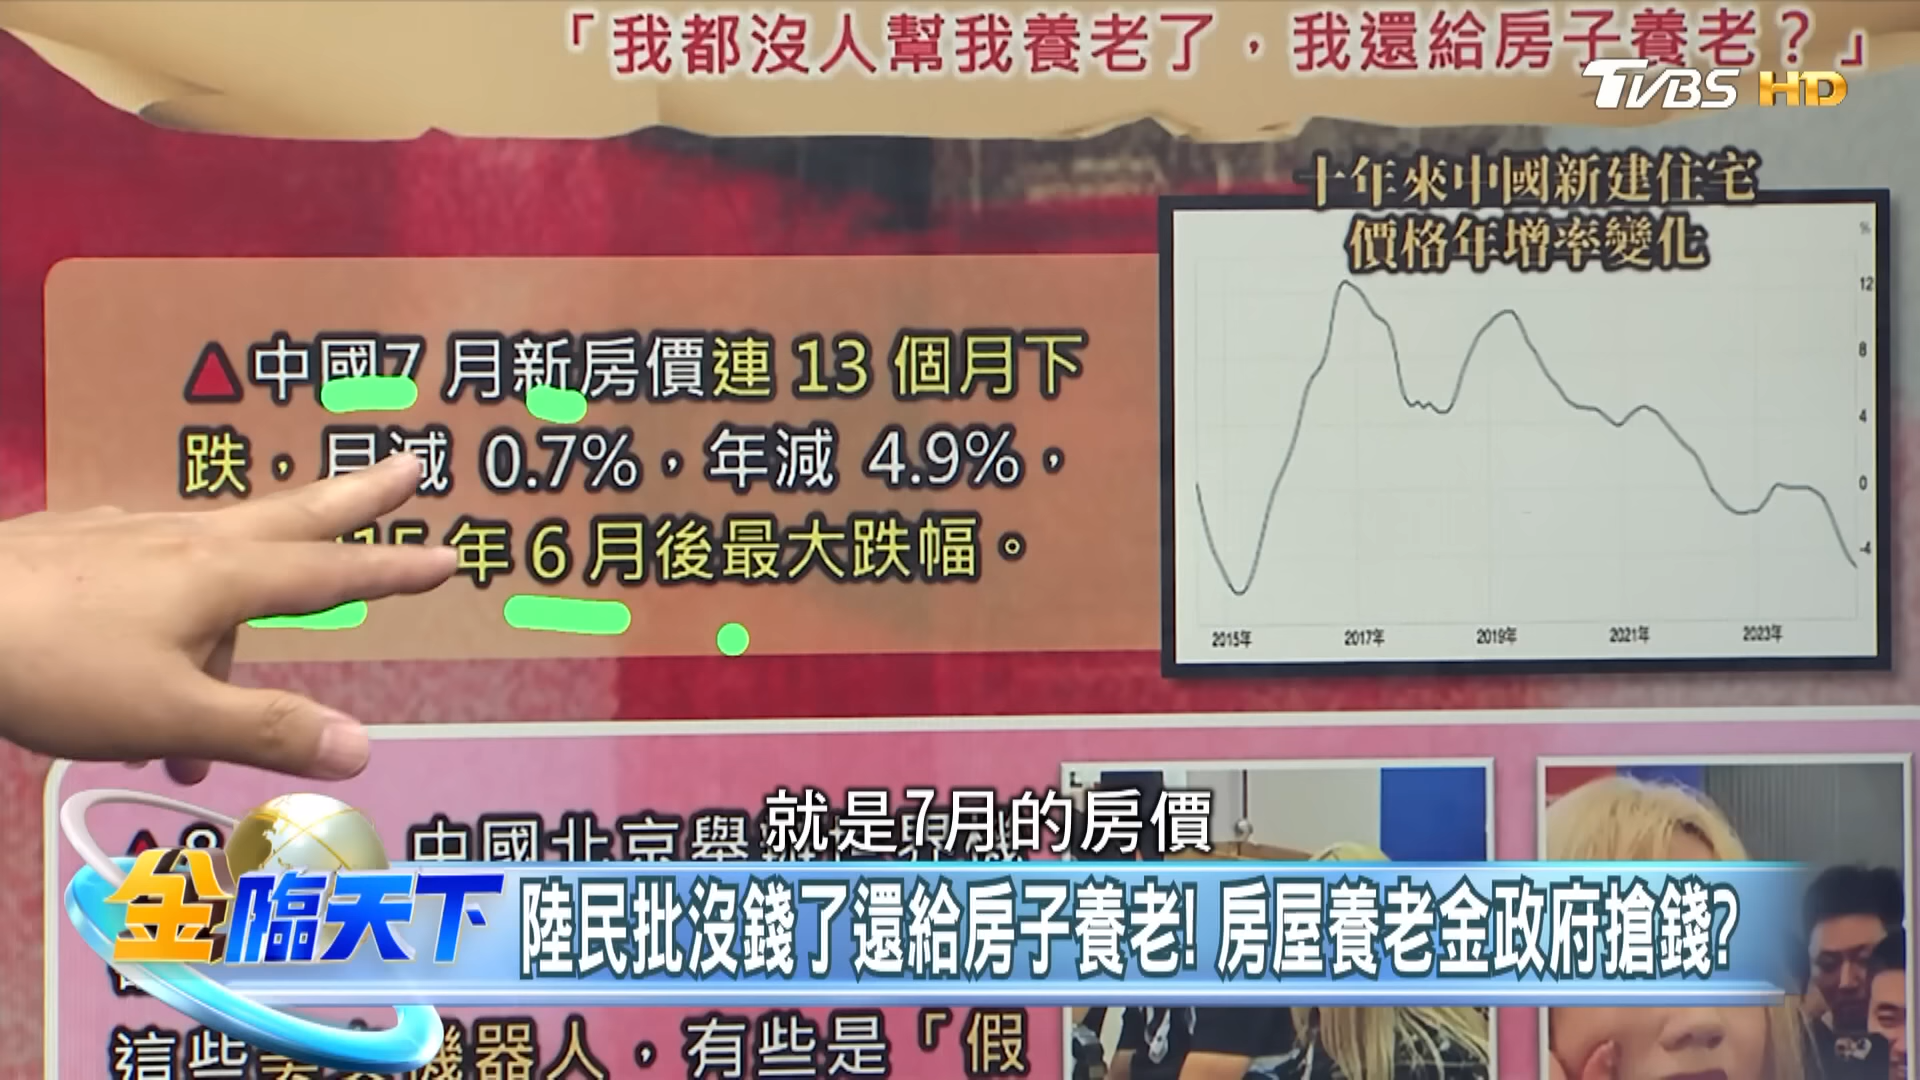 「我都沒人幫我養老了，我還給房子養老？」
TVBS HD
十年來中國新建住宅
價格年增率變化
▲中國7月新房價連13個月下
跌，月減 0.7%，年減 4.9%，
15年6月後最大跌幅。
%
12
8
4
0
-4
2015年 2017年 2019年 2021年 2023年
中國北京舉辦世界機
就是7月的房價
金臨天下
陸民批沒錢了還給房子養老! 房屋養老金政府搶錢?
這些 機器人，有些是「假